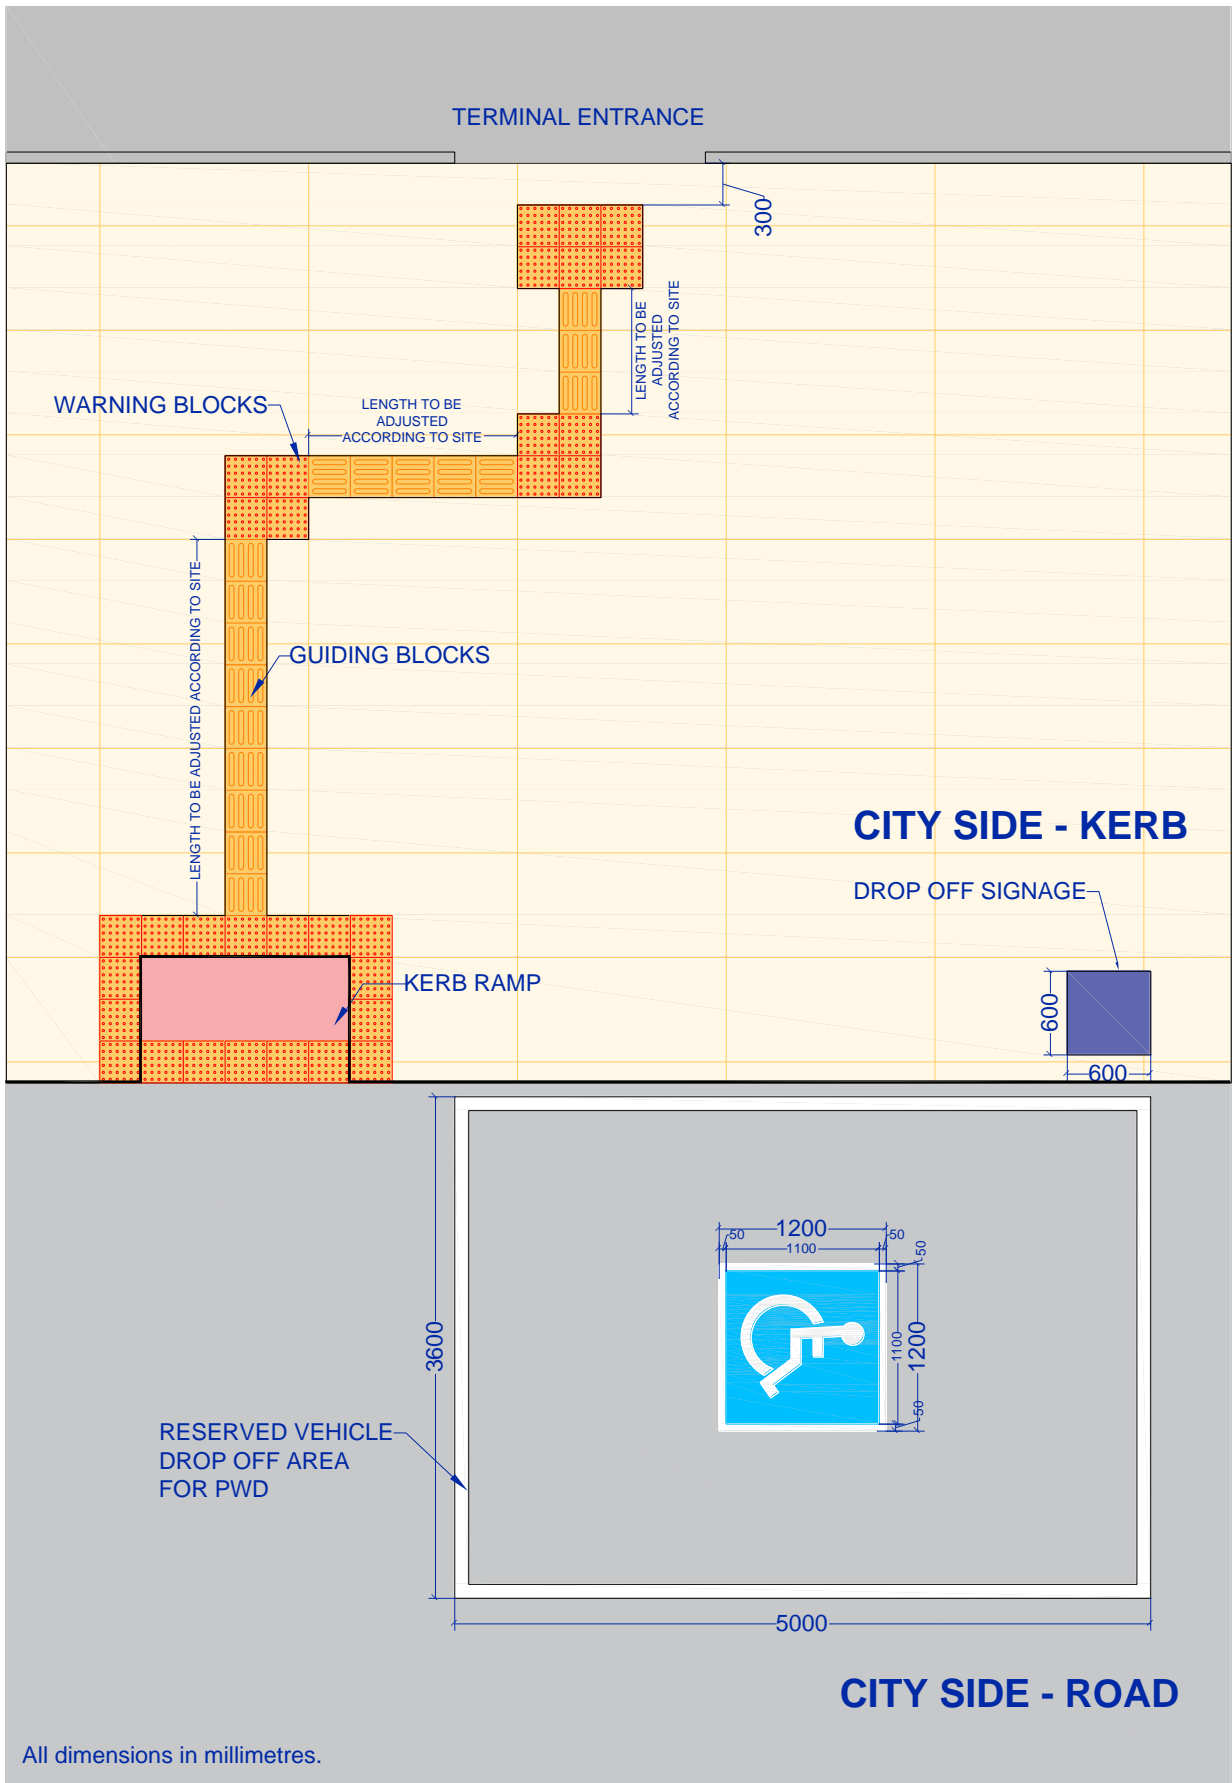 TERMINAL ENTRANCE
300
LENGTH TO BE
ADJUSTED
ACCORDING TO SITE
WARNING BLOCKS
LENGTH TO BE
ADJUSTED
ACCORDING TO SITE
LENGTH TO BE ADJUSTED ACCORDING TO SITE
GUIDING BLOCKS
CITY SIDE - KERB
DROP OFF SIGNAGE
KERB RAMP
600
600
1200
50
1100
50
50
3600
1100
1200
50
RESERVED VEHICLE
DROP OFF AREA
FOR PWD
5000
CITY SIDE - ROAD
All dimensions in millimetres.